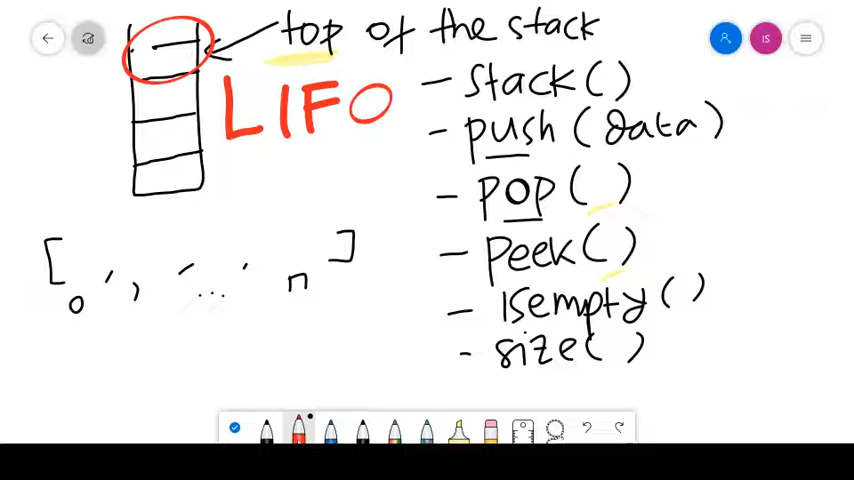 top of the stack
LIFO
- Stack()
- push(data)
- pop()
- peek()
- Isempty()
- size()
[ , , ... , ]
0 n
IS